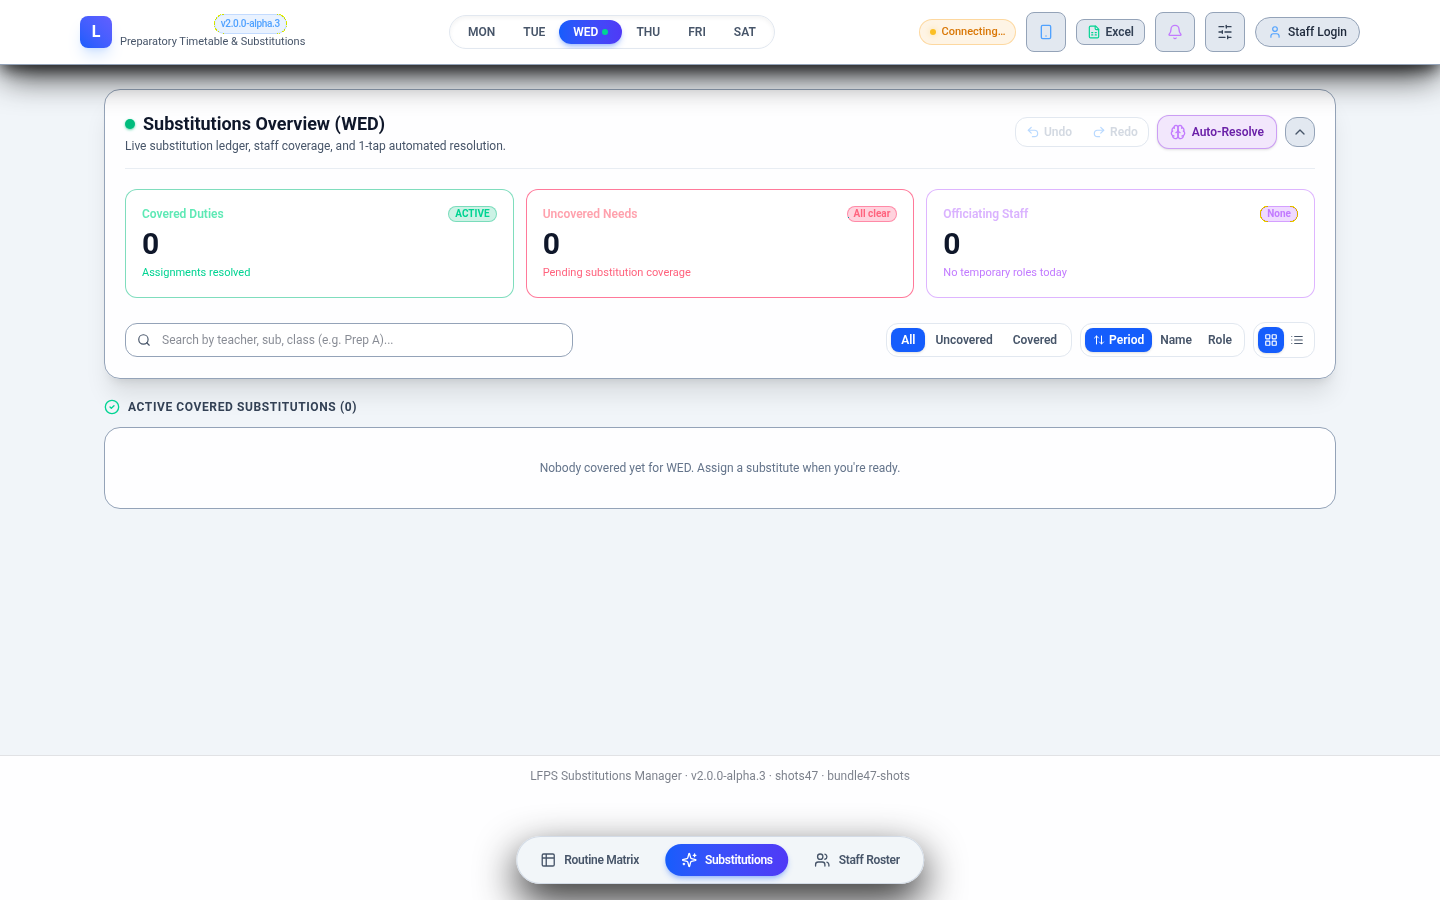 L
v2.0.0-alpha.3
Preparatory Timetable & Substitutions
MON TUE WED THU FRI SAT
Connecting...
Excel
Staff Login
Substitutions Overview (WED)
Live substitution ledger, staff coverage, and 1-tap automated resolution.
Undo Redo
Auto-Resolve
Covered Duties ACTIVE
0
Assignments resolved
Uncovered Needs All clear
0
Pending substitution coverage
Officiating Staff None
0
No temporary roles today
Search by teacher, sub, class (e.g. Prep A)...
All Uncovered Covered
Period Name Role
ACTIVE COVERED SUBSTITUTIONS (0)
Nobody covered yet for WED. Assign a substitute when you're ready.
LFPS Substitutions Manager · v2.0.0-alpha.3 · shots47 · bundle47-shots
Routine Matrix Substitutions Staff Roster